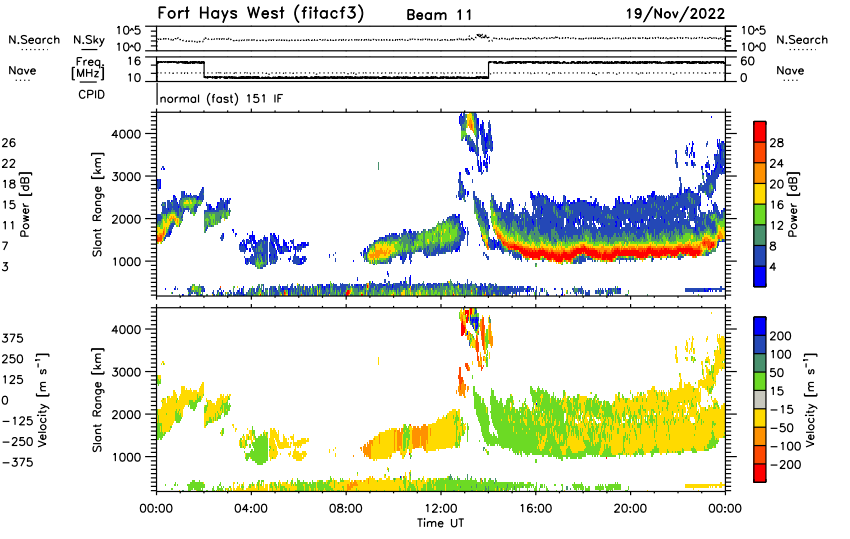 Fort Hays West (fitacf3) Beam 11 19/Nov/2022
N.Search N.Sky 10^5 10^0 10^5 10^0 N.Search
Nave Freq. [MHz] 16 10 60 0 Nave
CPID normal (fast) 151 IF
26 22 18 15 11 7 3
Power [dB]
Slant Range [km]
4000 3000 2000 1000
28 24 20 16 12 8 4
Power [dB]
375 250 125 0 −125 −250 −375
Velocity [m s⁻¹]
Slant Range [km]
4000 3000 2000 1000
200 100 50 15 −15 −50 −100 −200
Velocity [m s⁻¹]
00:00 04:00 08:00 12:00 16:00 20:00 00:00
Time UT